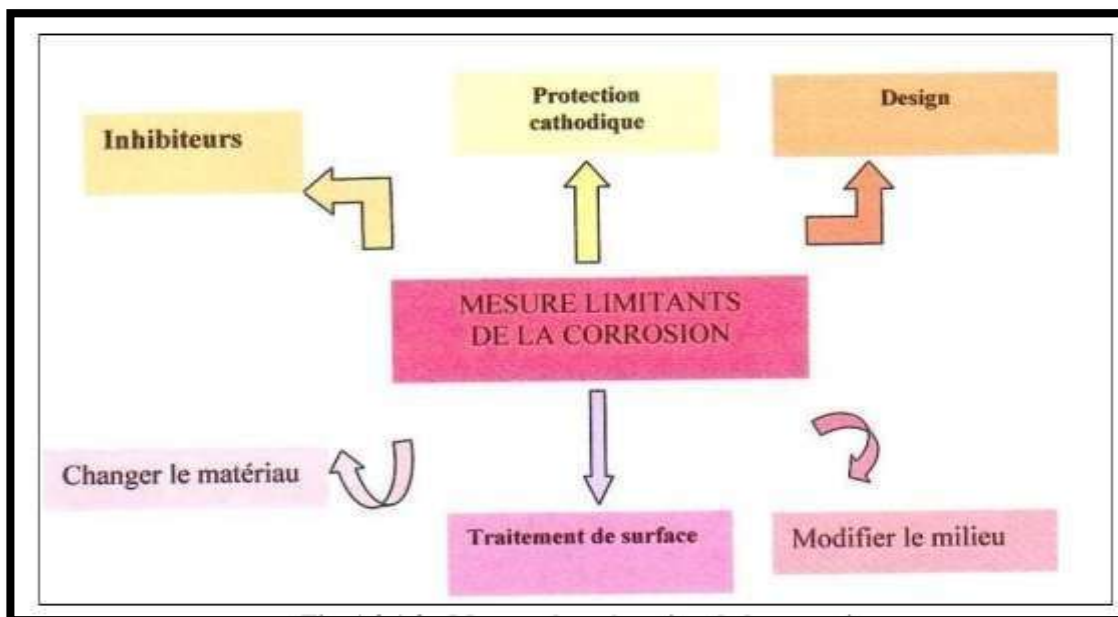 Protection
cathodique
Design
Inhibiteurs
MESURE LIMITANTS
DE LA CORROSION
Changer le matériau
Traitement de surface
Modifier le milieu